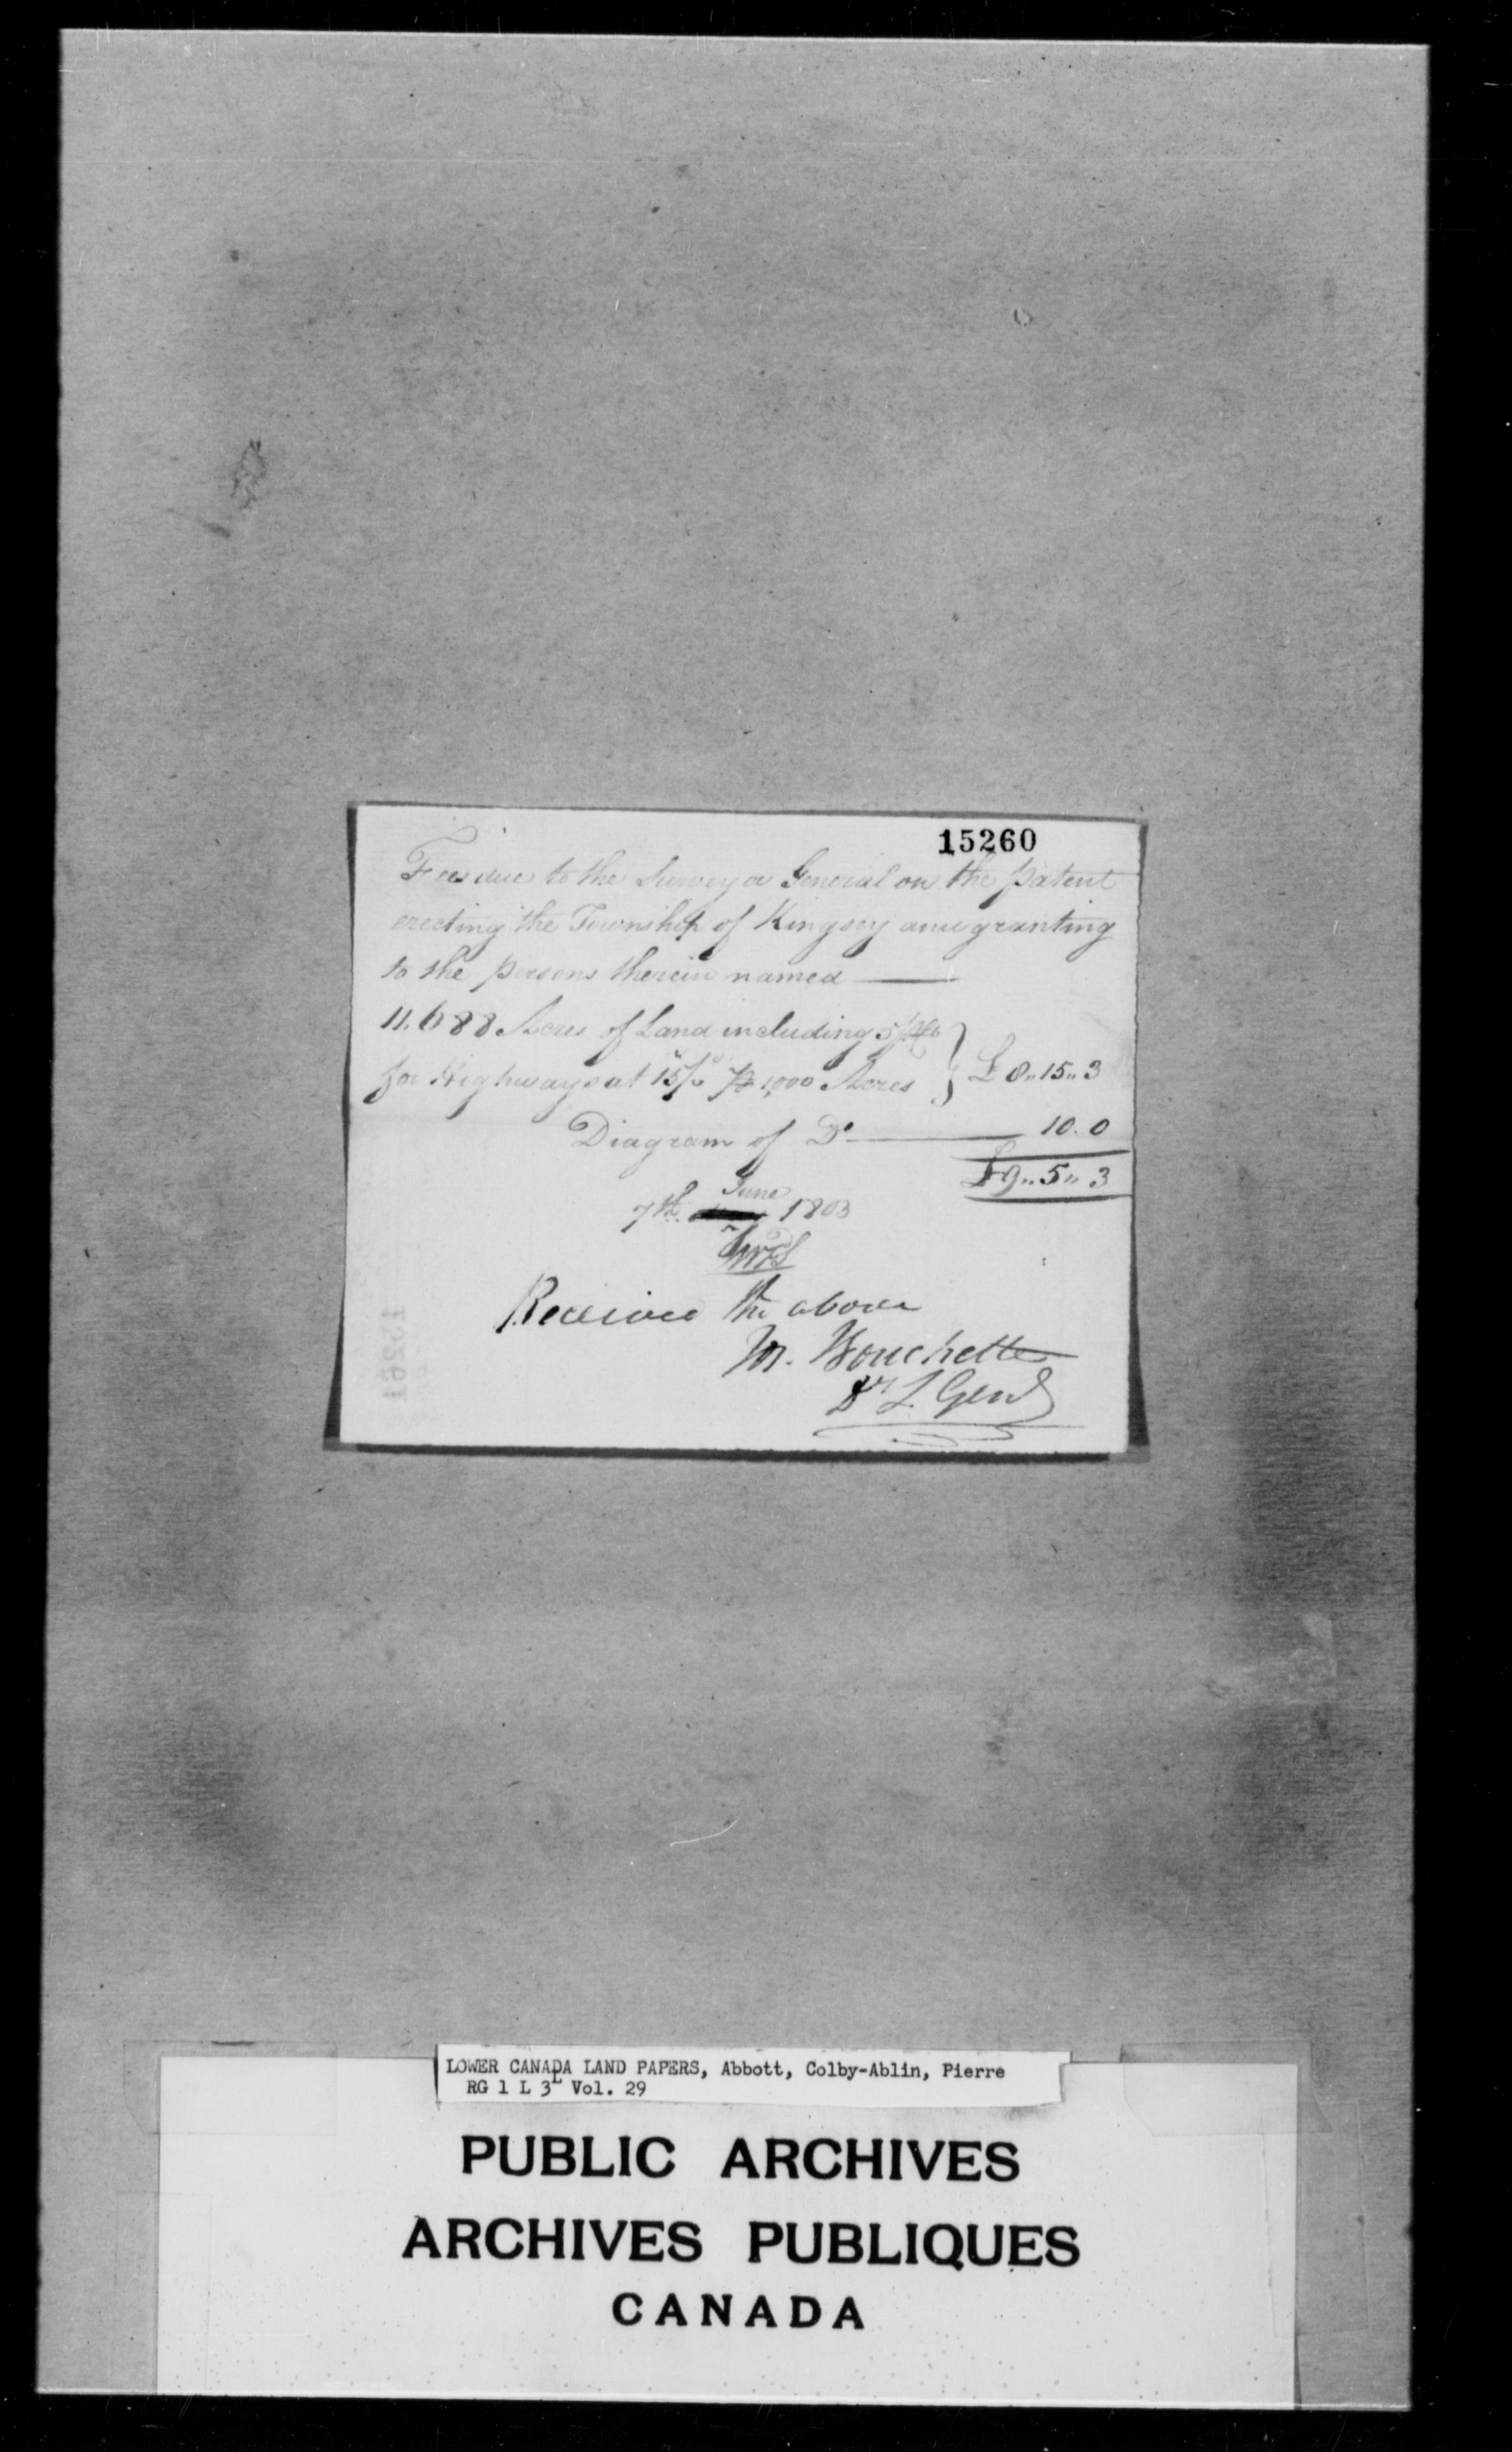 15260
Fees due to the Surveyor General on the patent
erecting the Township of Kingsey and granting
to the persons therein named
11.688 Acres of Land including 5
for Highways at 15/ p 1,000 Acres } £8.. 15.. 3
Diagram of Do 10. 0
£9.. 5.. 3
June
7th. 1803
Received the above
Bouchette
Genl
15261
LOWER CANADA LAND PAPERS, Abbott, Colby-Ablin, Pierre
RG 1 L 3L Vol. 29
PUBLIC ARCHIVES
ARCHIVES PUBLIQUES
CANADA